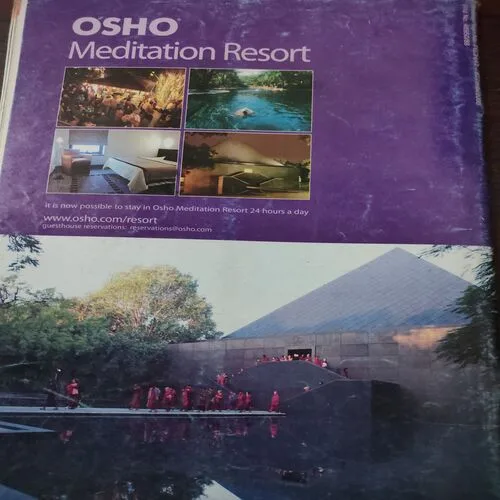 OSHO
Meditation Resort
it is now possible to stay in Osho Meditation Resort 24 hours a day
www.osho.com/resort
guesthouse reservations: reservations@osho.com